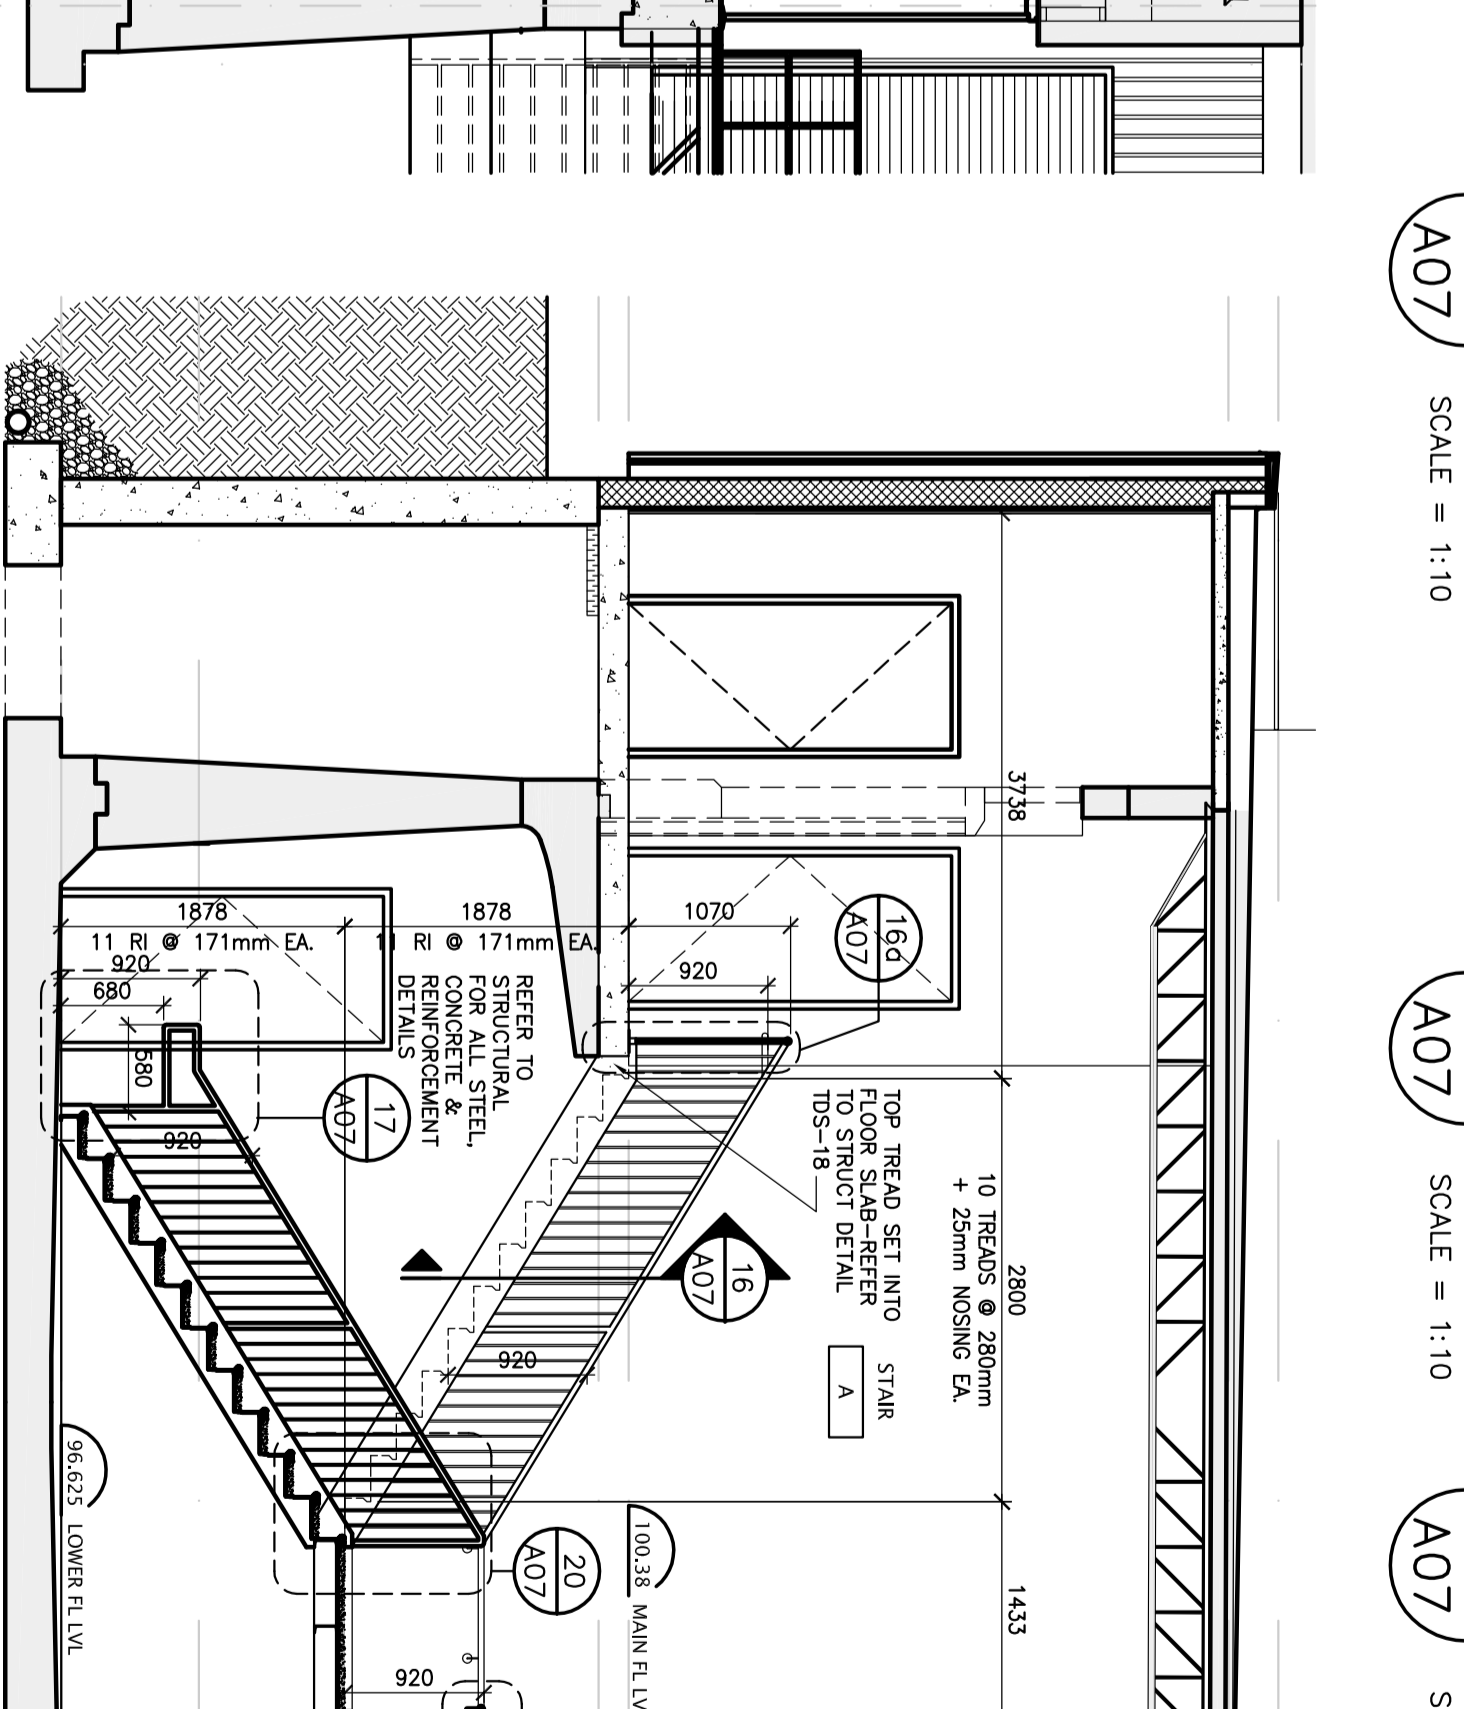 A07
SCALE = 1:10
A07
SCALE = 1:10
A07
S
3738
2800
1433
10 TREADS @ 280mm
+ 25mm NOSING EA.
16a
A07
TOP TREAD SET INTO
FLOOR SLAB-REFER
TO STRUCT DETAIL
TDS-18
STAIR
A
16
A07
1070
920
1878
11 RI @ 171mm EA.
1878
RI @ 171mm EA.
920
680
580
920
920
920
REFER TO
STRUCTURAL
FOR ALL STEEL,
CONCRETE &
REINFORCEMENT
DETAILS
17
A07
20
A07
100.38 MAIN FL LV
96.625 LOWER FL LVL